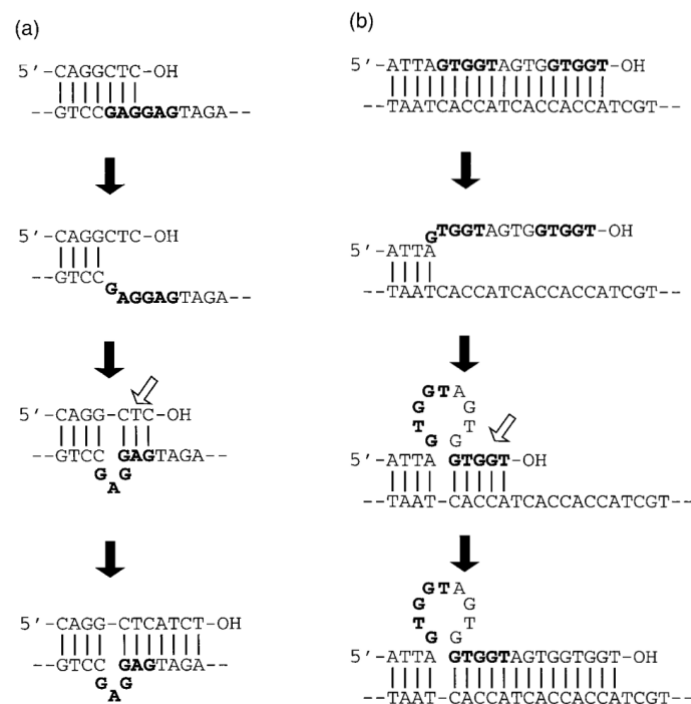 (a)
5'-CAGGCTC-OH
--GTCCGAGGAGTAGA--
5'-CAGGCTC-OH
--GTCC
GAGGAGTAGA--
5'-CAGG-CTC-OH
--GTCC GAGTAGA--
G G
A
5'-CAGG-CTCATCT-OH
--GTCC GAGTAGA--
G G
A
(b)
5'-ATTAGTGGTAGTGGTGGT-OH
--TAATCACCATCACCACCATCGT--
GTGGTAGTGGTGGT-OH
5'-ATTA
--TAATCACCATCACCACCATCGT--
GTA
G G
T T
G G
5'-ATTA GTGGT-OH
--TAAT-CACCATCACCACCATCGT--
GTA
G G
T T
G G
5'-ATTA GTGGTAGTGGTGGT-OH
--TAAT-CACCATCACCACCATCGT--